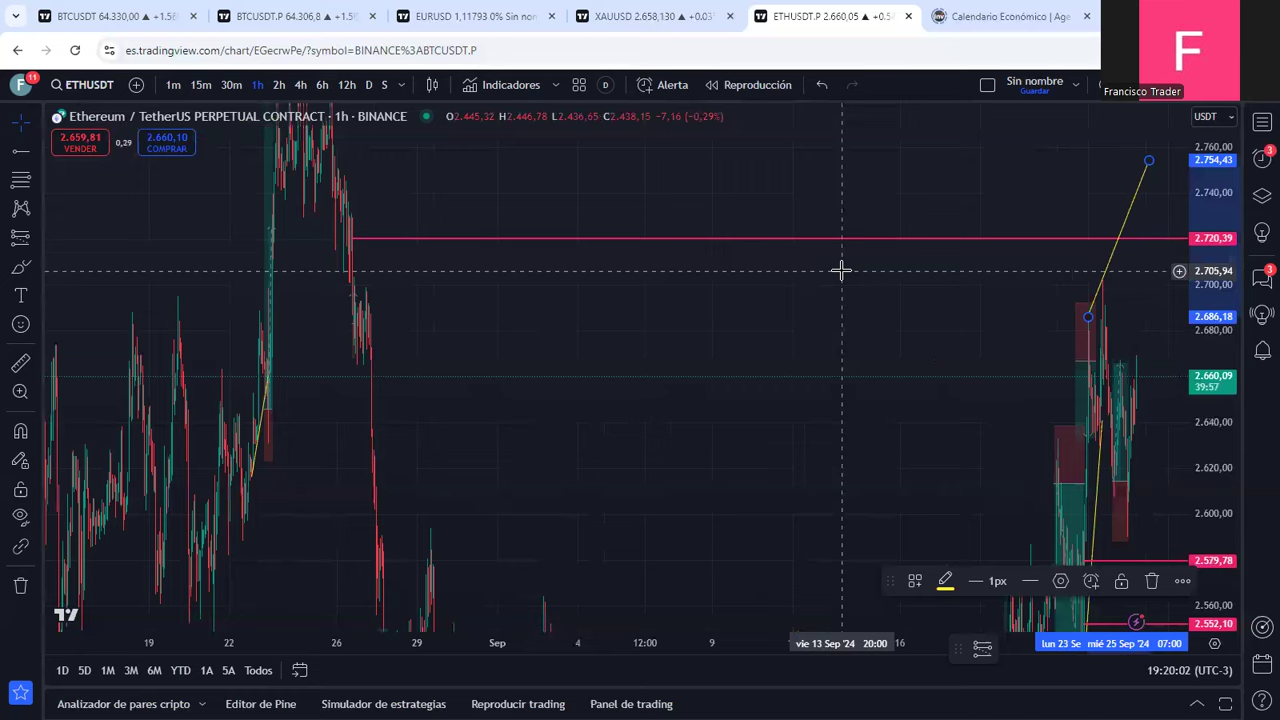 BTCUSDT 64.330,00 ▲ +1.58
BTCUSDT.P 64.306,8 ▲ +1.5
EURUSD 1,11793 0% Sin nom
XAUUSD 2.658,130 ▲ +0.03
ETHUSDT.P 2.660,05 ▲ +0.5
Calendario Económico | Age
es.tradingview.com/chart/EGecrwPe/?symbol=BINANCE%3ABTCUSDT.P
F
Francisco Trader
F
11
ETHUSDT
1m 15m 30m 1h 2h 4h 6h 12h D S
Indicadores
D
Alerta
Reproducción
Sin nombre
Guardar
Ethereum / TetherUS PERPETUAL CONTRACT · 1h · BINANCE
O2.445,32 H2.446,78 L2.436,65 C2.438,15 −7,16 (−0,29%)
USDT
2.659,81
VENDER
0,29
2.660,10
COMPRAR
2.760,00
2.754,43
2.740,00
2.720,39
2.705,94
2.700,00
2.686,18
2.680,00
2.660,09
39:57
2.640,00
2.620,00
2.600,00
2.579,78
2.560,00
2.552,10
3
3
1px
19 22 26 29 Sep 4 12:00 9 vie 13 Sep '24 20:00 16 lun 23 Se mié 25 Sep '24 07:00
1D 5D 1M 3M 6M YTD 1A 5A Todos
19:20:02 (UTC-3)
Analizador de pares cripto
Editor de Pine
Simulador de estrategias
Reproducir trading
Panel de trading